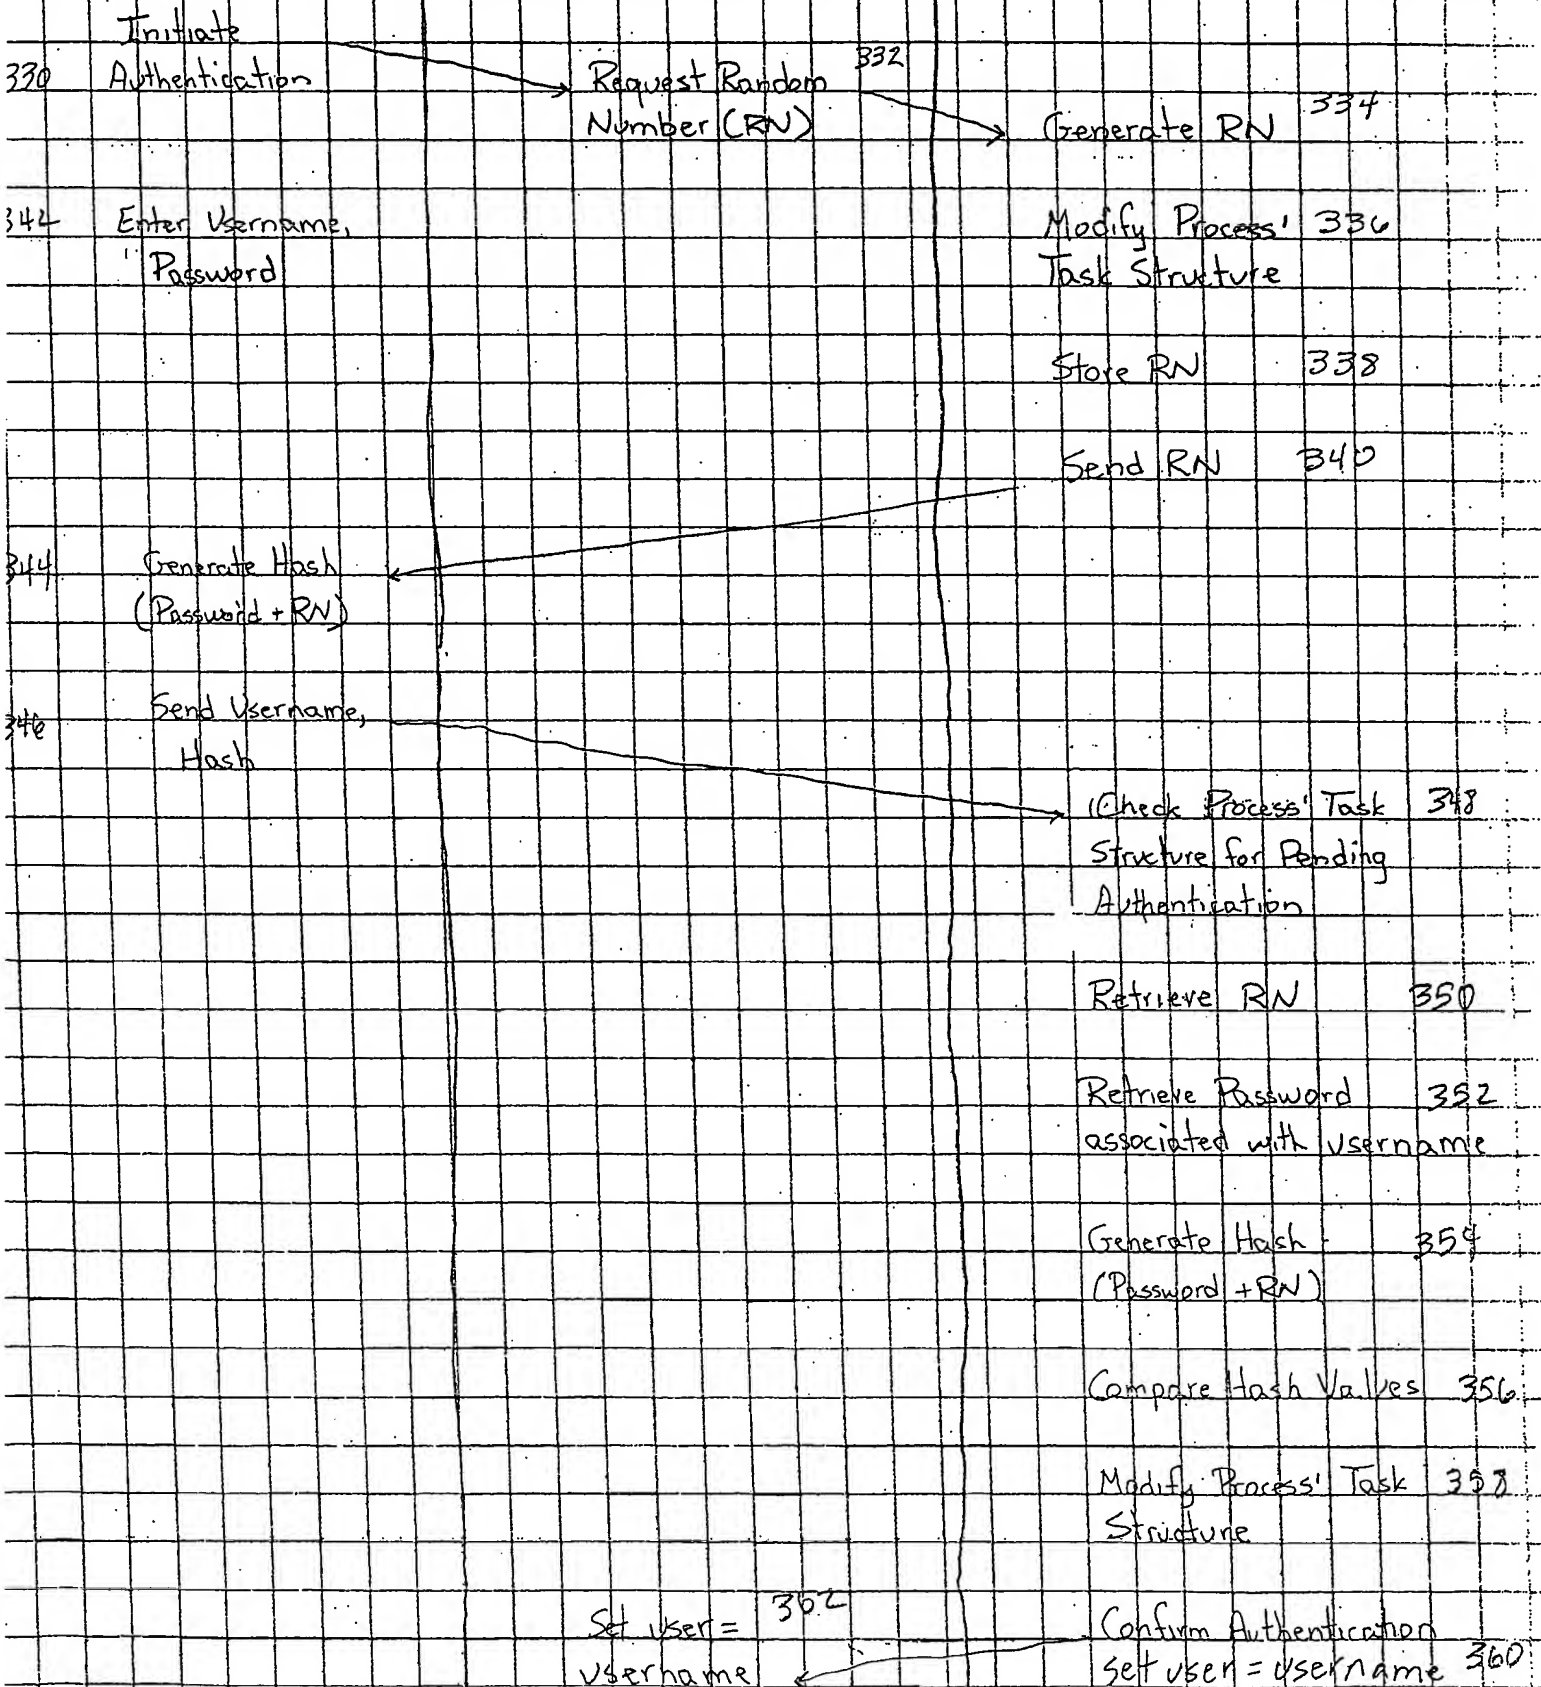 Initiate
330 Authentication
Request Random 332
Number (RN)
Generate RN 334
342 Enter Username,
Password
Modify Process' 336
Task Structure
Store RN 338
Send RN 340
344 Generate Hash
(Password + RN)
346 Send Username,
Hash
Check Process' Task 348
Structure for Pending
Authentication
Retrieve RN 350
Retrieve Password 352
associated with username
Generate Hash 354
(Password + RN)
Compare Hash Values 356
Modify Process' Task 358
Structure
Confirm Authentication
set user = username 360
Set user = 362
username